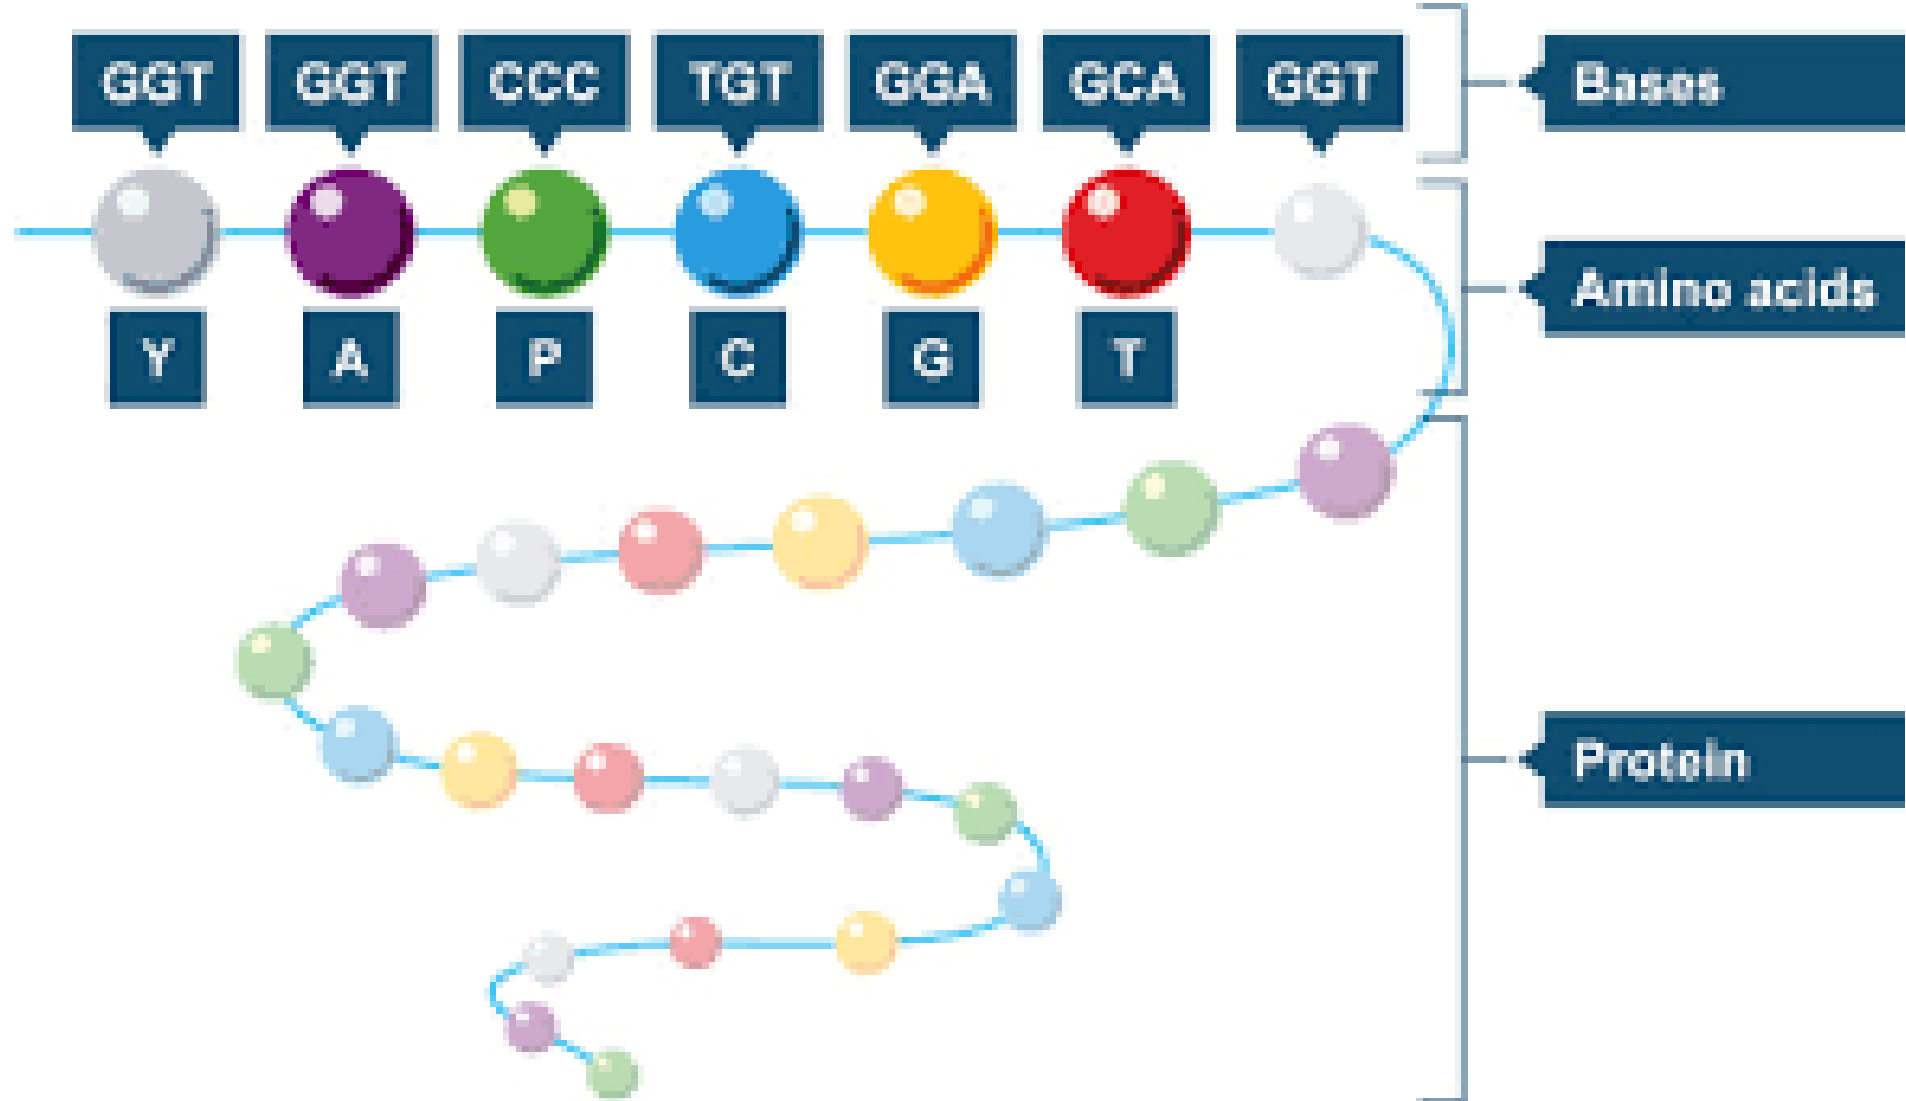 GGT GGT CCC TGT GGA GCA GGT
Bases
Amino acids
Y A P C G T
Protein